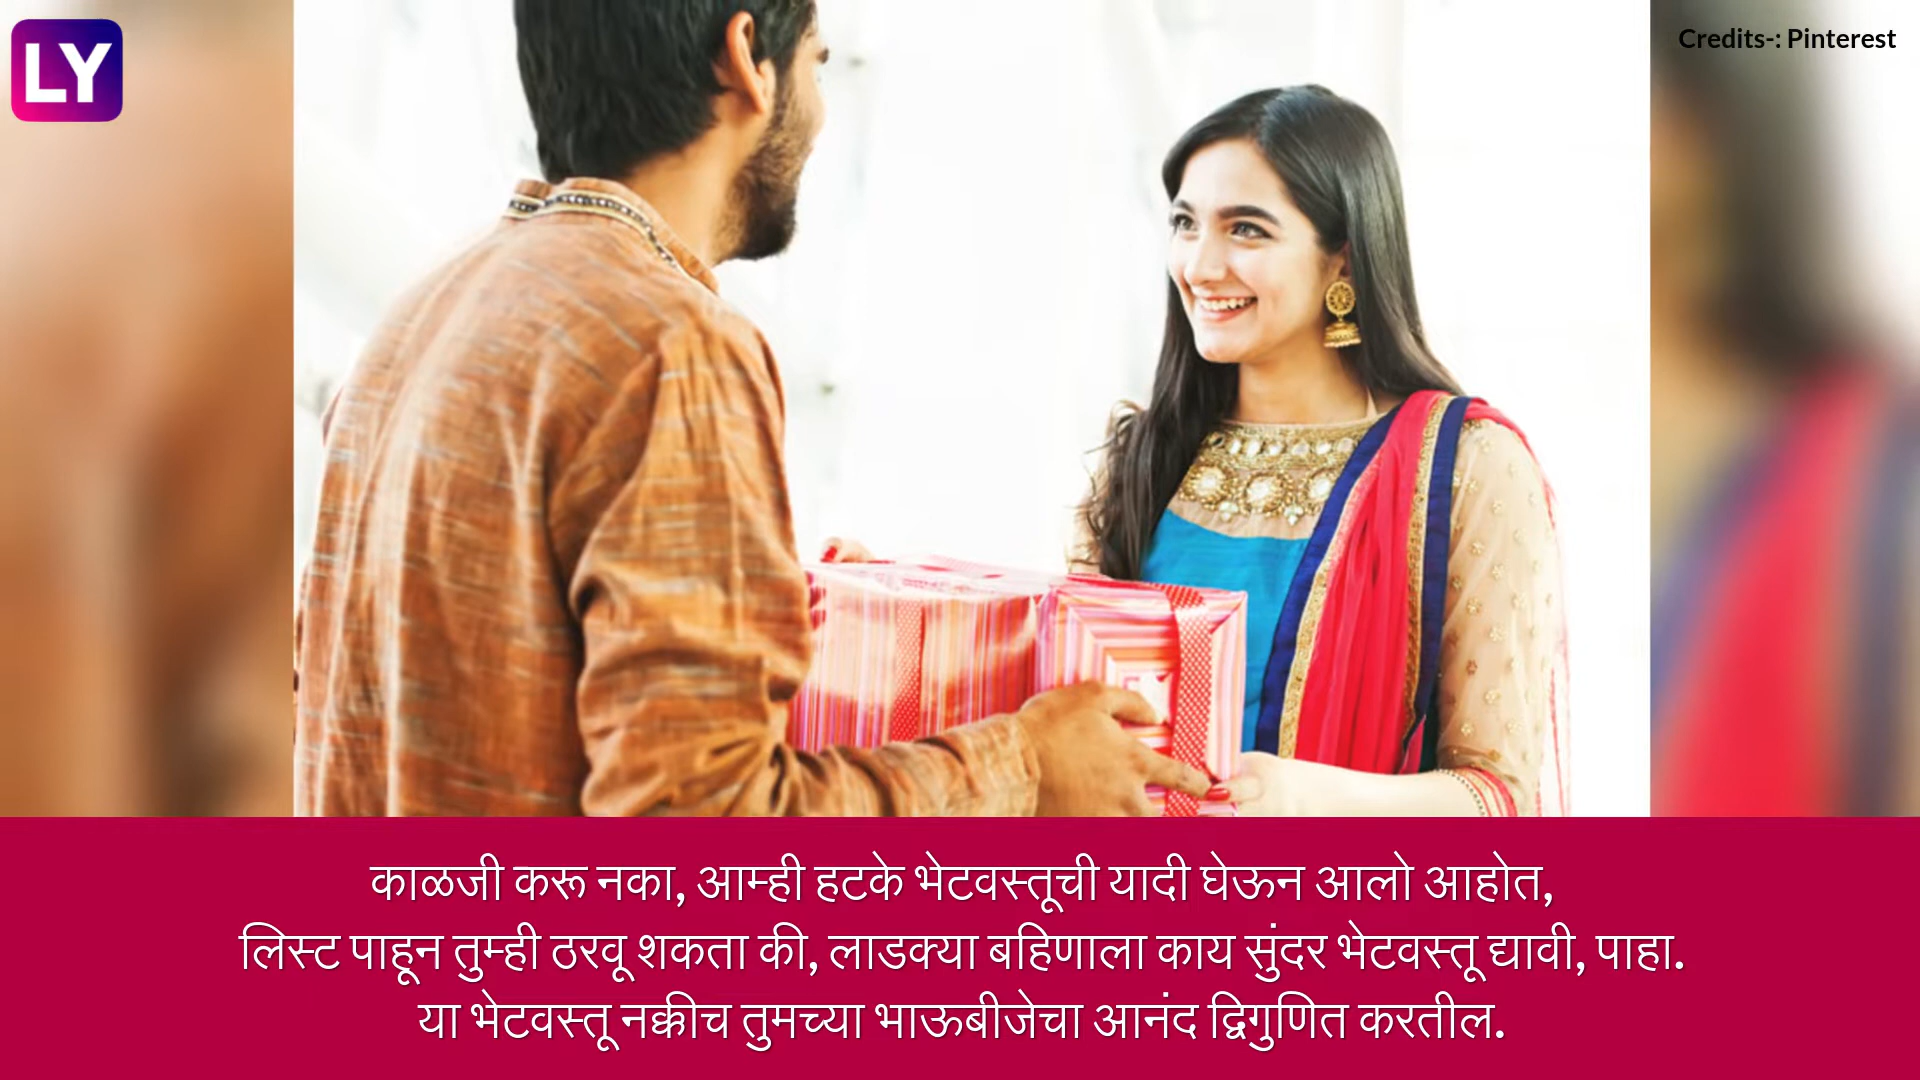 LY
Credits-: Pinterest
काळजी करू नका, आम्ही हटके भेटवस्तूची यादी घेऊन आलो आहोत,
लिस्ट पाहून तुम्ही ठरवू शकता की, लाडक्या बहिणाला काय सुंदर भेटवस्तू द्यावी, पाहा.
या भेटवस्तू नक्कीच तुमच्या भाऊबीजेचा आनंद द्विगुणित करतील.